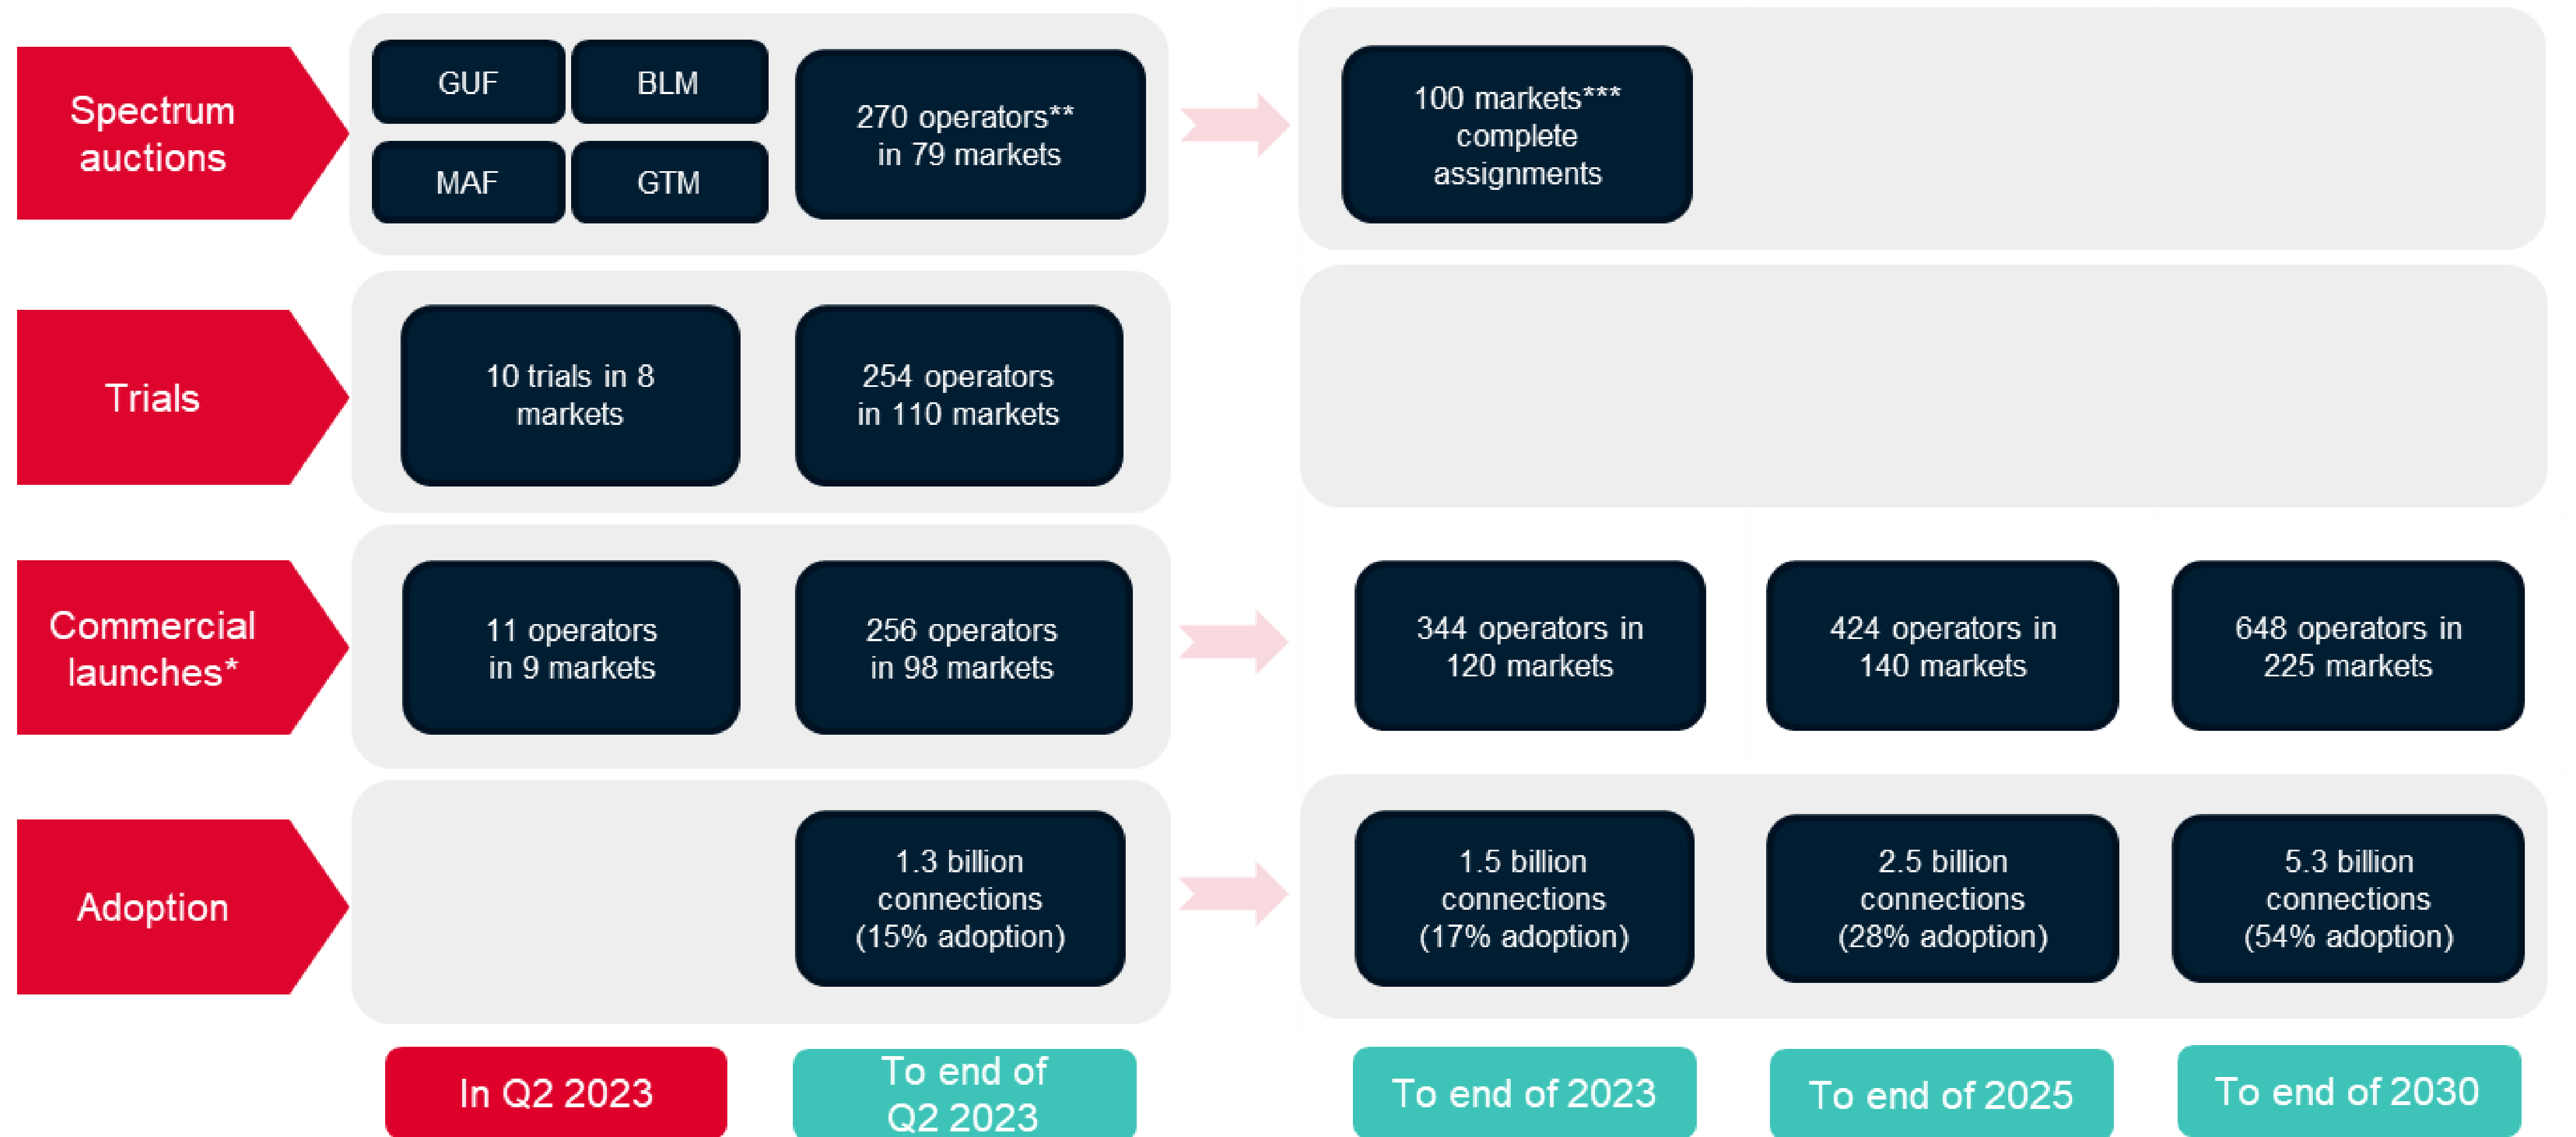 Spectrum
auctions
GUF
BLM
MAF
GTM
270 operators**
in 79 markets
100 markets***
complete
assignments
Trials
10 trials in 8
markets
254 operators
in 110 markets
Commercial
launches*
11 operators
in 9 markets
256 operators
in 98 markets
344 operators in
120 markets
424 operators in
140 markets
648 operators in
225 markets
Adoption
1.3 billion
connections
(15% adoption)
1.5 billion
connections
(17% adoption)
2.5 billion
connections
(28% adoption)
5.3 billion
connections
(54% adoption)
In Q2 2023
To end of
Q2 2023
To end of 2023
To end of 2025
To end of 2030